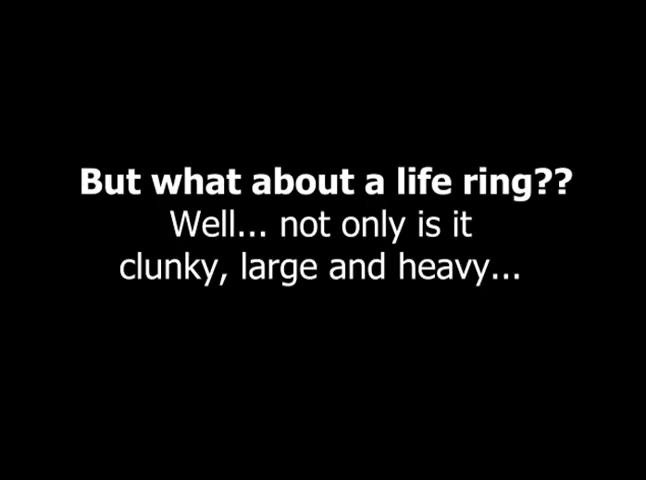 But what about a life ring??
Well... not only is it
clunky, large and heavy...